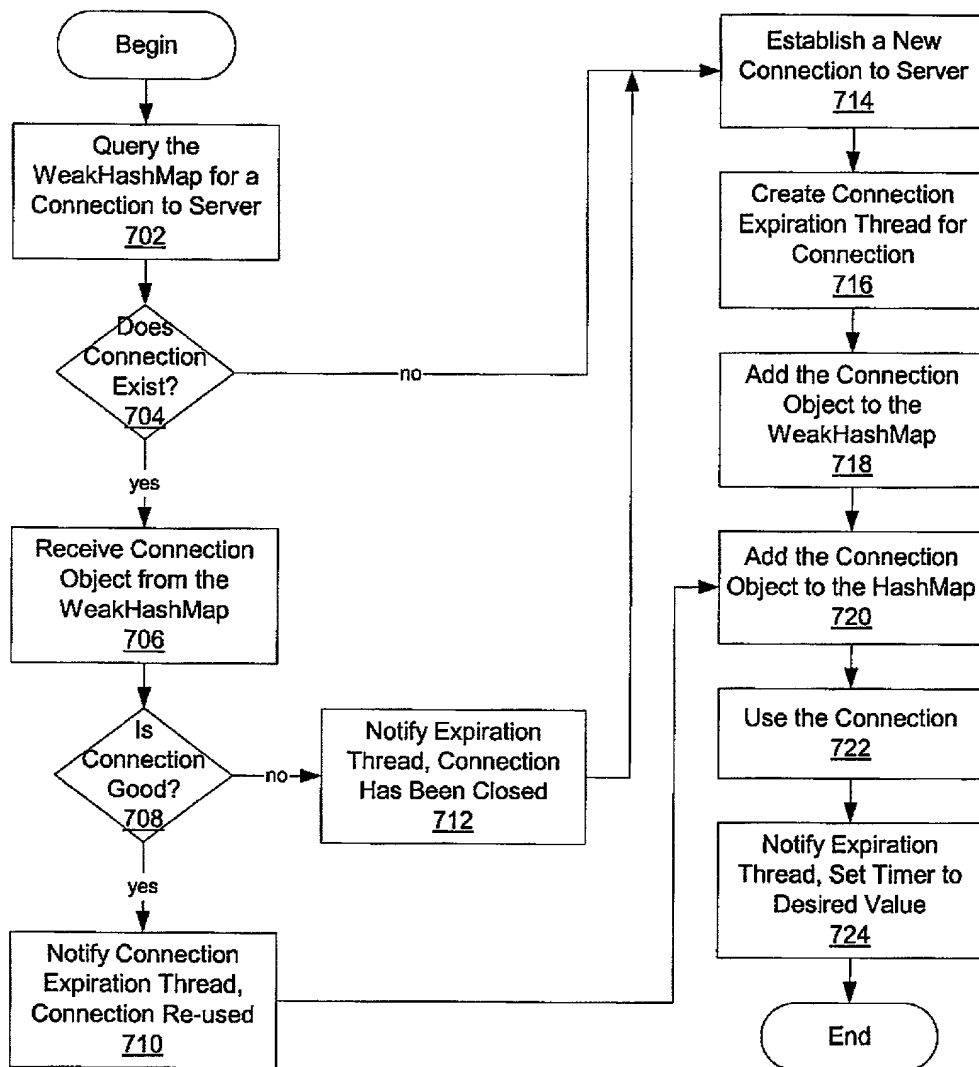 Begin
Query the
WeakHashMap for a
Connection to Server
702
Does
Connection
Exist?
704
no
yes
Receive Connection
Object from the
WeakHashMap
706
Is
Connection
Good?
708
no
yes
Notify Expiration
Thread, Connection
Has Been Closed
712
Notify Connection
Expiration Thread,
Connection Re-used
710
Establish a New
Connection to Server
714
Create Connection
Expiration Thread for
Connection
716
Add the Connection
Object to the
WeakHashMap
718
Add the Connection
Object to the HashMap
720
Use the Connection
722
Notify Expiration
Thread, Set Timer to
Desired Value
724
End